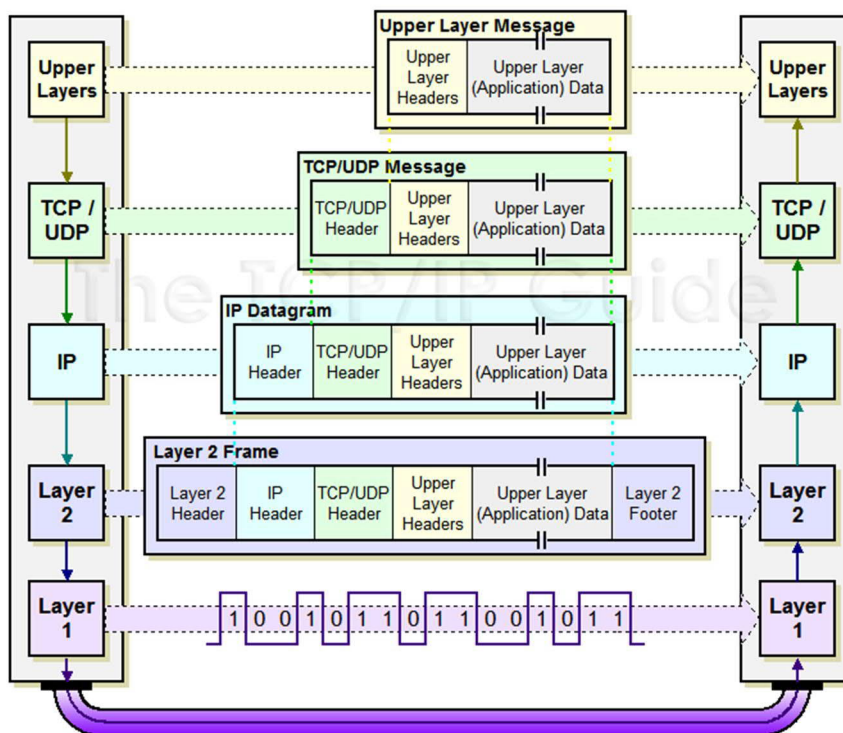 Upper Layer Message
Upper
Layers
Upper
Layer
Headers
Upper Layer
(Application) Data
Upper
Layers
TCP/UDP Message
TCP /
UDP
TCP/UDP
Header
Upper
Layer
Headers
Upper Layer
(Application) Data
TCP /
UDP
The TCP/IP Guide
IP Datagram
IP
IP
Header
TCP/UDP
Header
Upper
Layer
Headers
Upper Layer
(Application) Data
IP
Layer 2 Frame
Layer
2
Layer 2
Header
IP
Header
TCP/UDP
Header
Upper
Layer
Headers
Upper Layer
(Application) Data
Layer 2
Footer
Layer
2
Layer
1
1 0 0 1 0 1 1 0 1 1 0 0 1 0 1 1
Layer
1